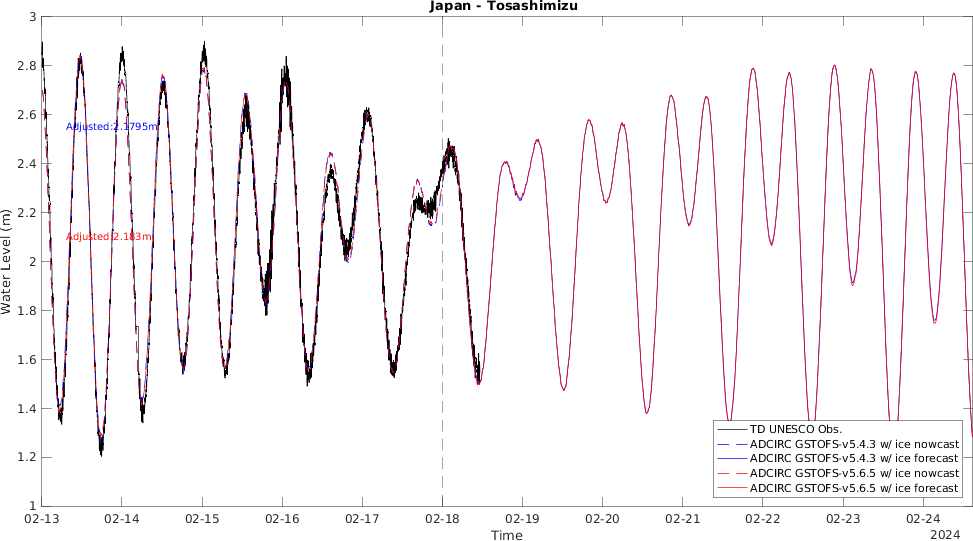 Japan - Tosashimizu
3
2.8
2.6
2.4
2.2
2
1.8
1.6
1.4
1.2
1
Water Level (m)
Adjusted:2.1795m
Adjusted:2.183m
TD UNESCO Obs.
ADCIRC GSTOFS-v5.4.3 w/ ice nowcast
ADCIRC GSTOFS-v5.4.3 w/ ice forecast
ADCIRC GSTOFS-v5.6.5 w/ ice nowcast
ADCIRC GSTOFS-v5.6.5 w/ ice forecast
02-13 02-14 02-15 02-16 02-17 02-18 02-19 02-20 02-21 02-22 02-23 02-24
Time
2024